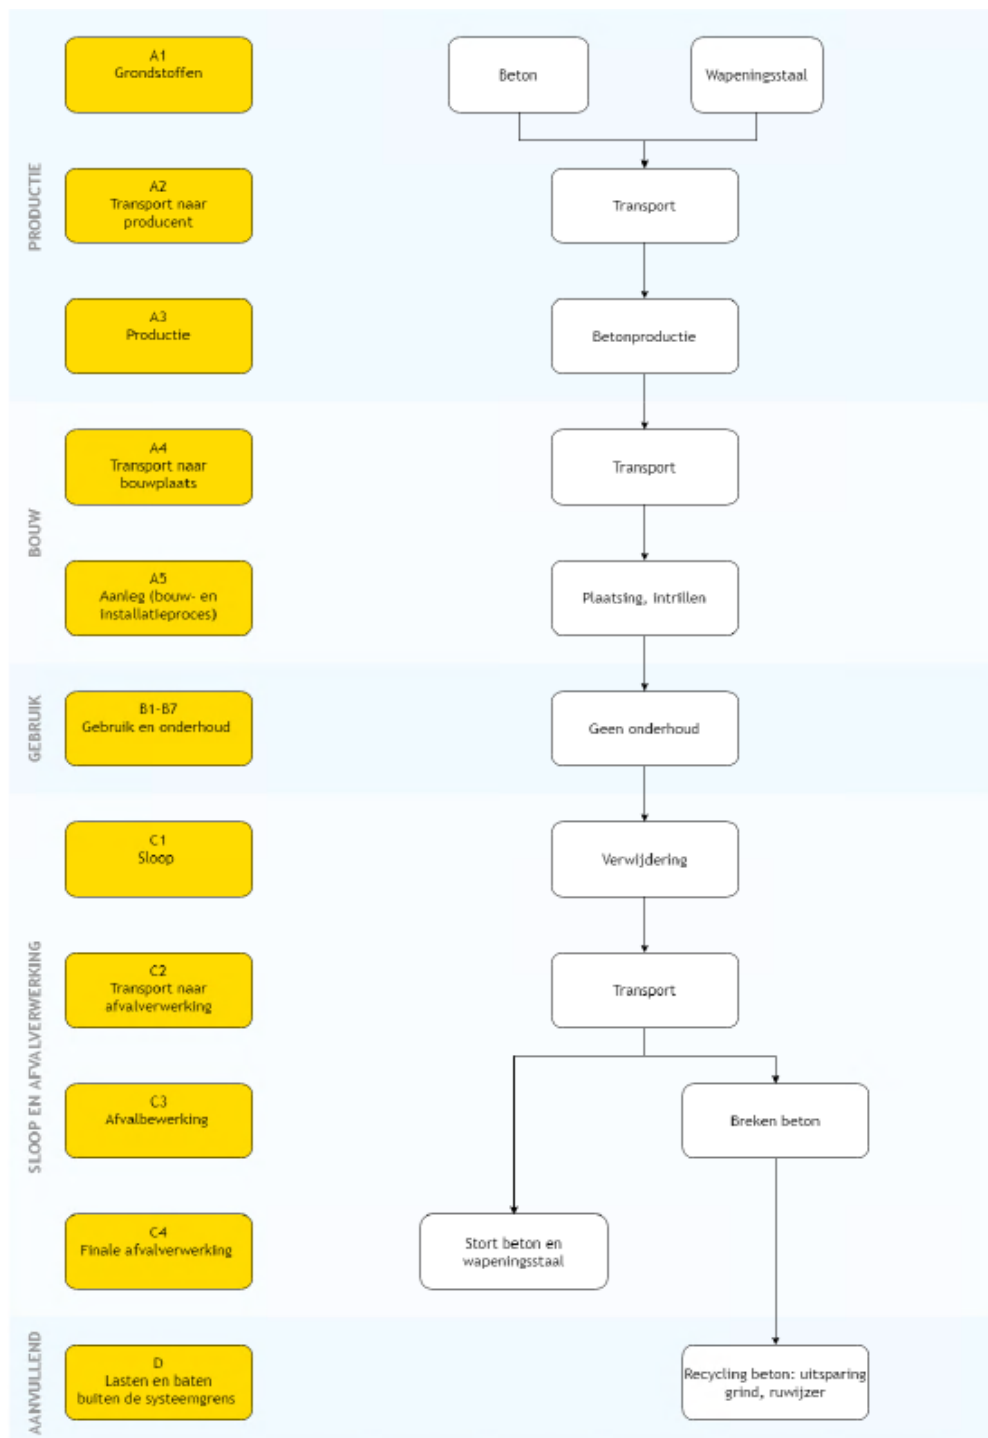 A1
Grondstoffen
Beton
Wapeningsstaal
PRODUCTIE
A2
Transport naar
producent
Transport
A3
Productie
Betonproductie
BOUW
A4
Transport naar
bouwplaats
Transport
A5
Aanleg (bouw- en
installatieproces)
Plaatsing, intrillen
GEBRUIK
B1-B7
Gebruik en onderhoud
Geen onderhoud
SLOOP EN AFVALVERWERKING
C1
Sloop
Verwijdering
C2
Transport naar
afvalverwerking
Transport
C3
Afvalbewerking
Breken beton
C4
Finale afvalverwerking
Stort beton en
wapeningsstaal
AANVULLEND
D
Lasten en baten
buiten de systeemgrens
Recycling beton: uitsparing
grind, ruwijzer